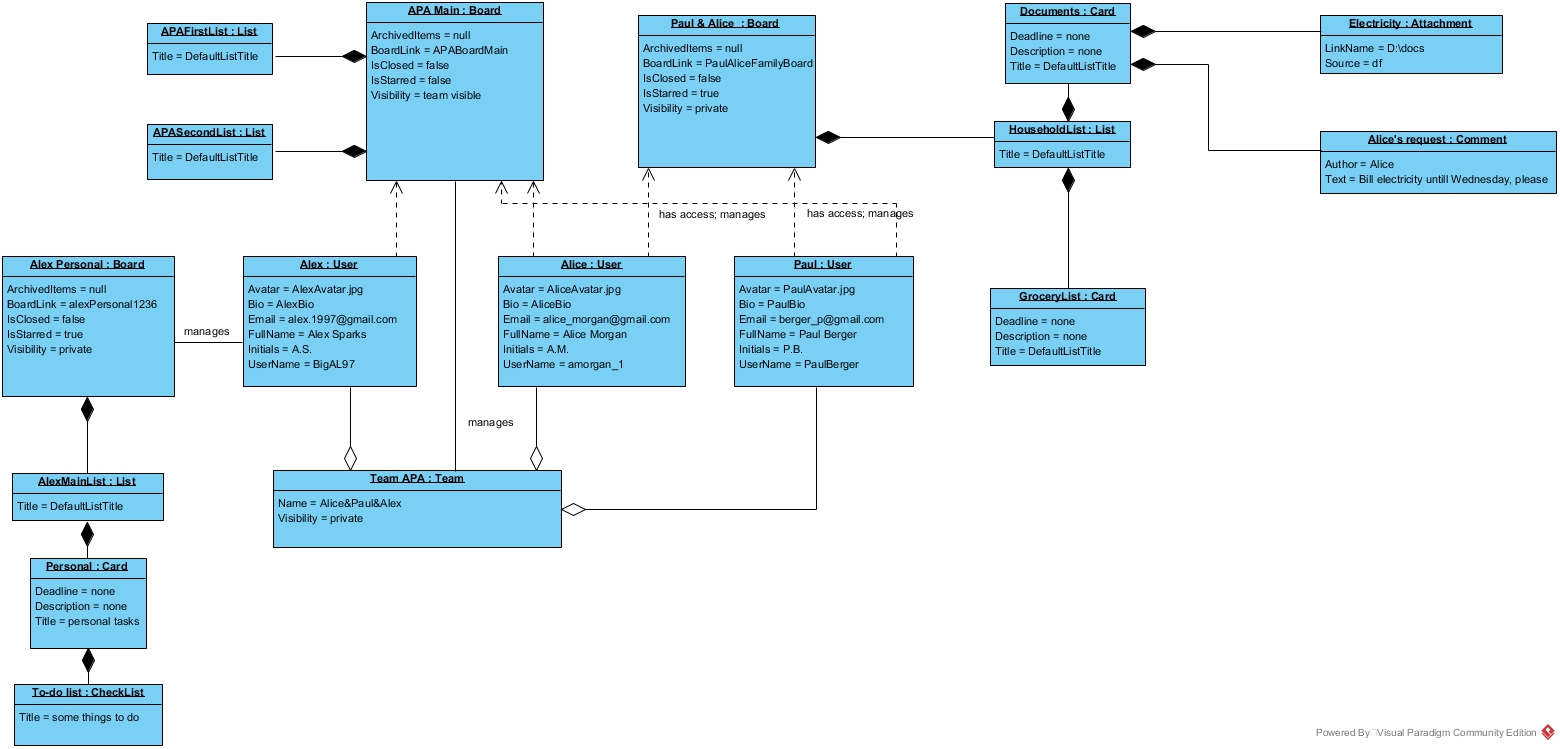 APAFirstList : List
Title = DefaultListTitle
APASecondList : List
Title = DefaultListTitle
APA Main : Board
ArchivedItems = null
BoardLink = APABoardMain
IsClosed = false
IsStarred = false
Visibility = team visible
Paul & Alice : Board
ArchivedItems = null
BoardLink = PaulAliceFamilyBoard
IsClosed = false
IsStarred = true
Visibility = private
Documents : Card
Deadline = none
Description = none
Title = DefaultListTitle
Electricity : Attachment
LinkName = D:\docs
Source = df
HouseholdList : List
Title = DefaultListTitle
Alice's request : Comment
Author = Alice
Text = Bill electricity untill Wednesday, please
has access; manages
has access; manages
Alex Personal : Board
ArchivedItems = null
BoardLink = alexPersonal1236
IsClosed = false
IsStarred = true
Visibility = private
manages
Alex : User
Avatar = AlexAvatar.jpg
Bio = AlexBio
Email = alex.1997@gmail.com
FullName = Alex Sparks
Initials = A.S.
UserName = BigAL97
Alice : User
Avatar = AliceAvatar.jpg
Bio = AliceBio
Email = alice_morgan@gmail.com
FullName = Alice Morgan
Initials = A.M.
UserName = amorgan_1
Paul : User
Avatar = PaulAvatar.jpg
Bio = PaulBio
Email = berger_p@gmail.com
FullName = Paul Berger
Initials = P.B.
UserName = PaulBerger
GroceryList : Card
Deadline = none
Description = none
Title = DefaultListTitle
manages
AlexMainList : List
Title = DefaultListTitle
Team APA : Team
Name = Alice&Paul&Alex
Visibility = private
Personal : Card
Deadline = none
Description = none
Title = personal tasks
To-do list : CheckList
Title = some things to do
Powered By Visual Paradigm Community Edition